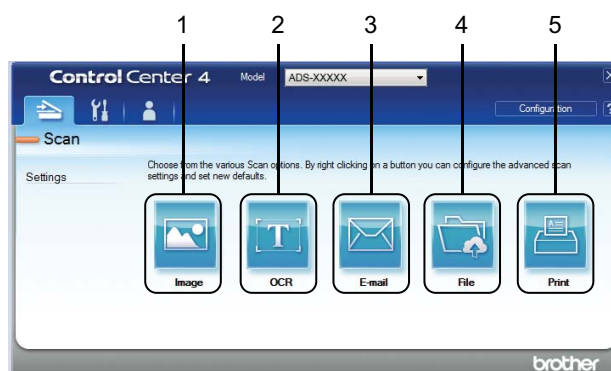 1 2 3 4 5
Control Center 4 Model ADS-XXXXX
Configuration ?
Scan
Settings
Choose from the various Scan options. By right clicking on a button you can configure the advanced scan
settings and set new defaults.
T
Image OCR E-mail File Print
brother